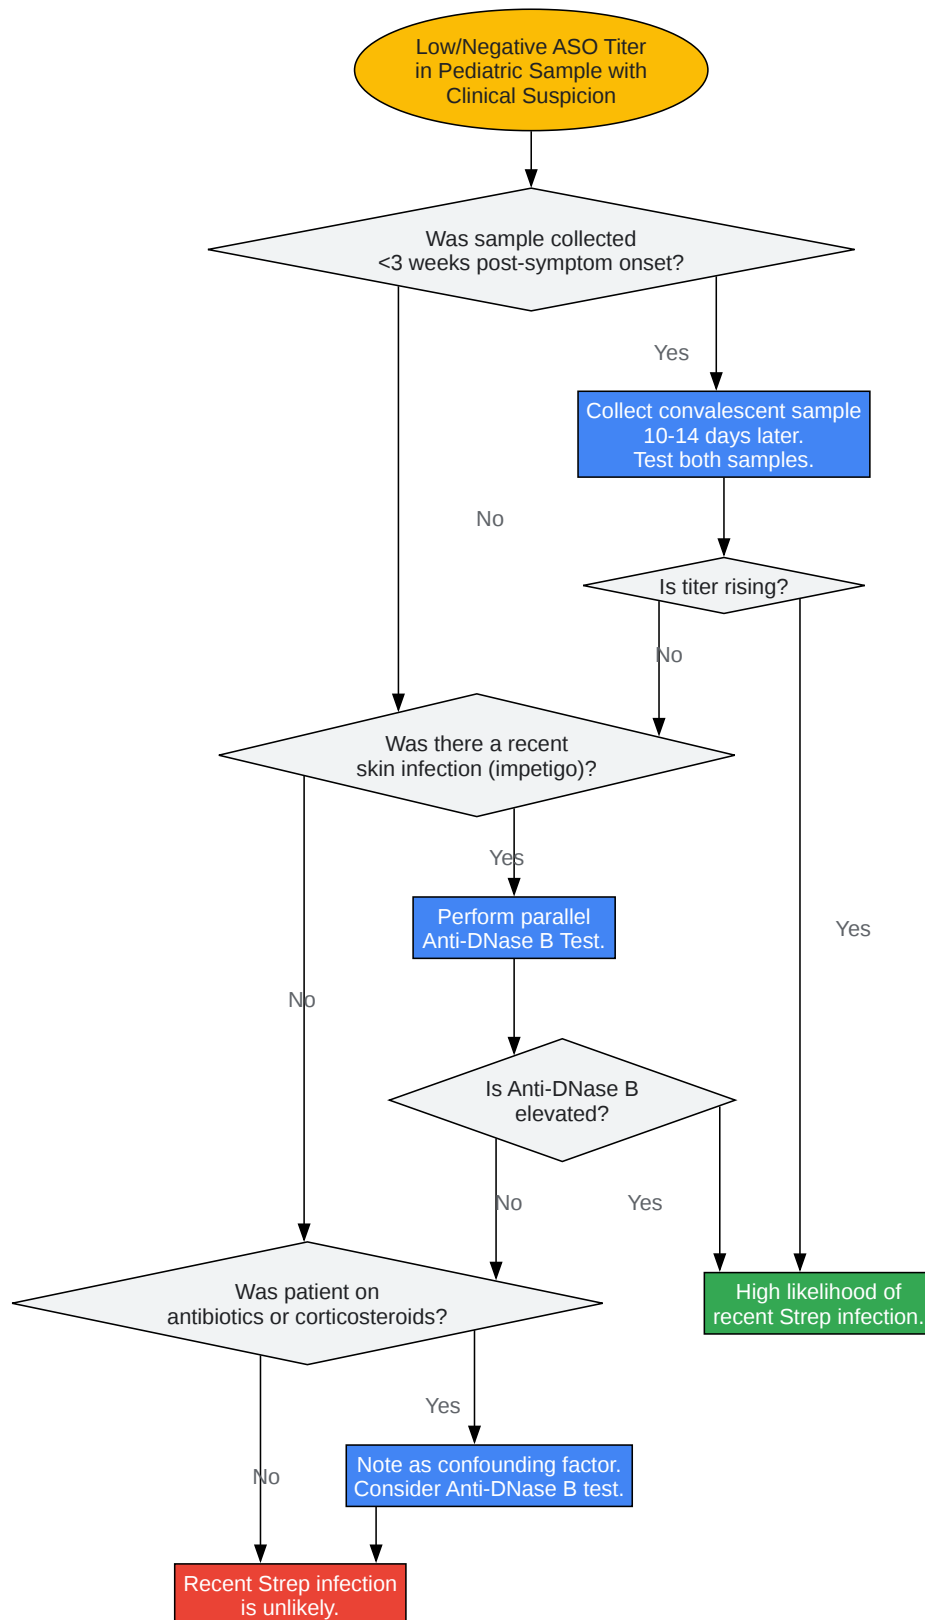 Low/Negative ASO Titer
in Pediatric Sample with
Clinical Suspicion
Was sample collected
<3 weeks post-symptom onset?
Yes
Collect convalescent sample
10-14 days later.
Test both samples.
No
Is titer rising?
No
Was there a recent
skin infection (impetigo)?
Yes
Perform parallel
Anti-DNase B Test.
Yes
No
Is Anti-DNase B
elevated?
No
Yes
Was patient on
antibiotics or corticosteroids?
High likelihood of
recent Strep infection.
Yes
Note as confounding factor.
Consider Anti-DNase B test.
No
Recent Strep infection
is unlikely.